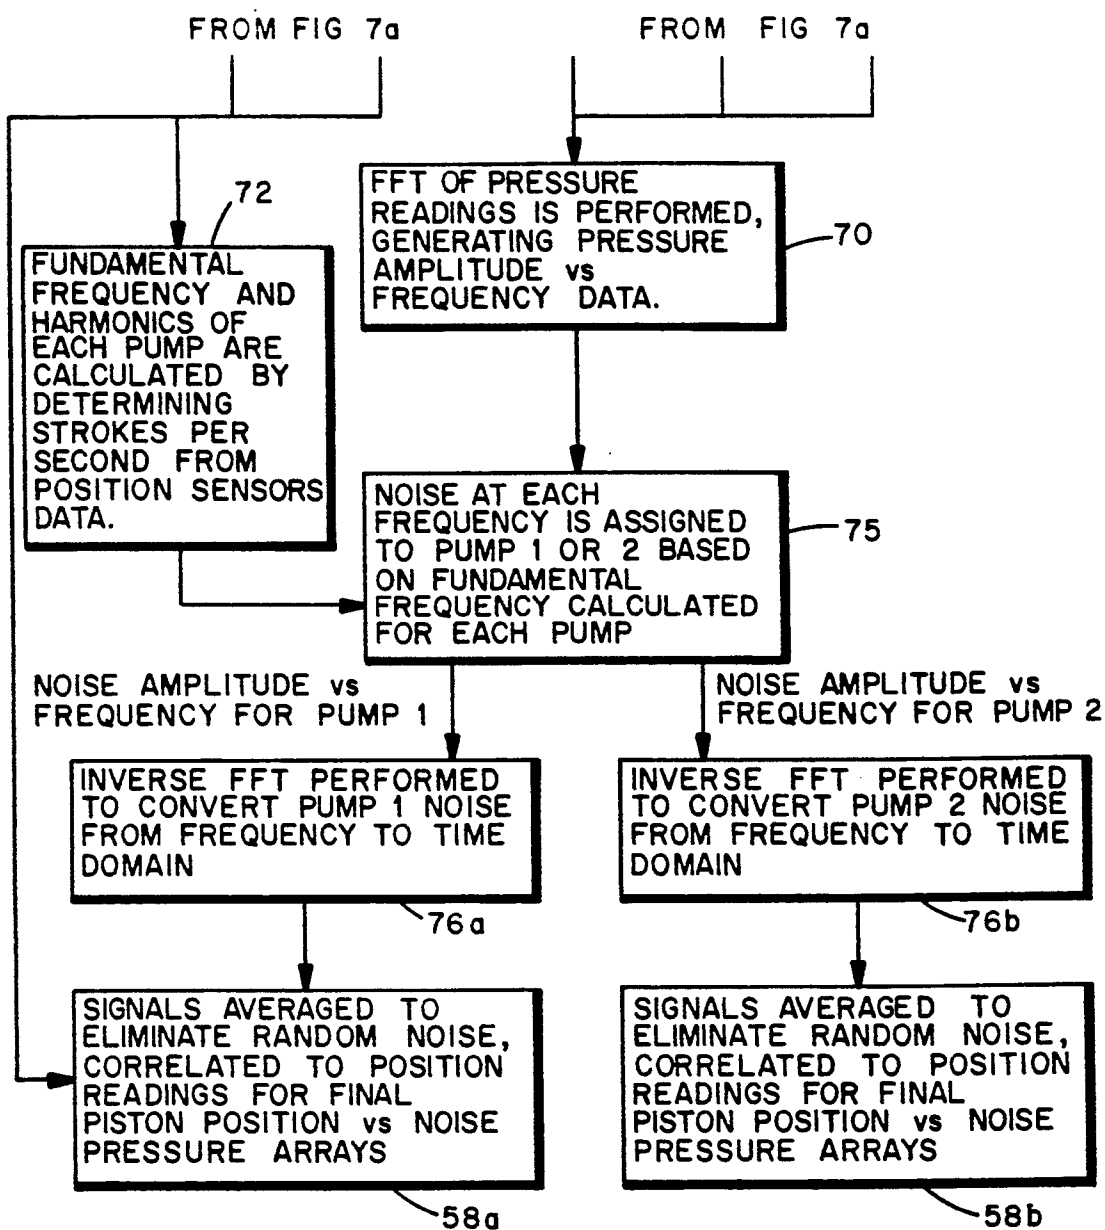 FROM FIG 7a
FROM FIG 7a
72
FUNDAMENTAL
FREQUENCY AND
HARMONICS OF
EACH PUMP ARE
CALCULATED BY
DETERMINING
STROKES PER
SECOND FROM
POSITION SENSORS
DATA.
FFT OF PRESSURE
READINGS IS PERFORMED,
GENERATING PRESSURE
AMPLITUDE vs
FREQUENCY DATA.
70
NOISE AT EACH
FREQUENCY IS ASSIGNED
TO PUMP 1 OR 2 BASED
ON FUNDAMENTAL
FREQUENCY CALCULATED
FOR EACH PUMP
75
NOISE AMPLITUDE vs
FREQUENCY FOR PUMP 1
NOISE AMPLITUDE vs
FREQUENCY FOR PUMP 2
INVERSE FFT PERFORMED
TO CONVERT PUMP 1 NOISE
FROM FREQUENCY TO TIME
DOMAIN
76a
INVERSE FFT PERFORMED
TO CONVERT PUMP 2 NOISE
FROM FREQUENCY TO TIME
DOMAIN
76b
SIGNALS AVERAGED TO
ELIMINATE RANDOM NOISE,
CORRELATED TO POSITION
READINGS FOR FINAL
PISTON POSITION vs NOISE
PRESSURE ARRAYS
58a
SIGNALS AVERAGED TO
ELIMINATE RANDOM NOISE,
CORRELATED TO POSITION
READINGS FOR FINAL
PISTON POSITION vs NOISE
PRESSURE ARRAYS
58b